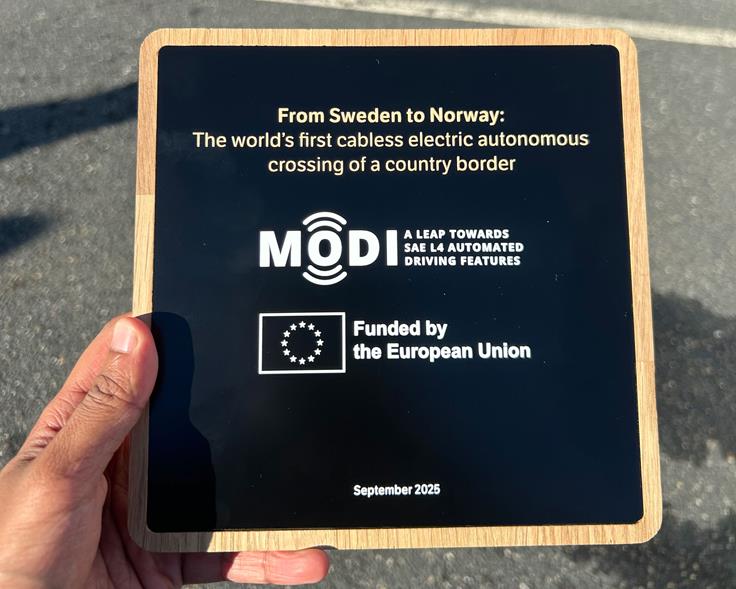 From Sweden to Norway:
The world's first cabless electric autonomous
crossing of a country border
MODI
A LEAP TOWARDS
SAE L4 AUTOMATED
DRIVING FEATURES
Funded by
the European Union
September 2025